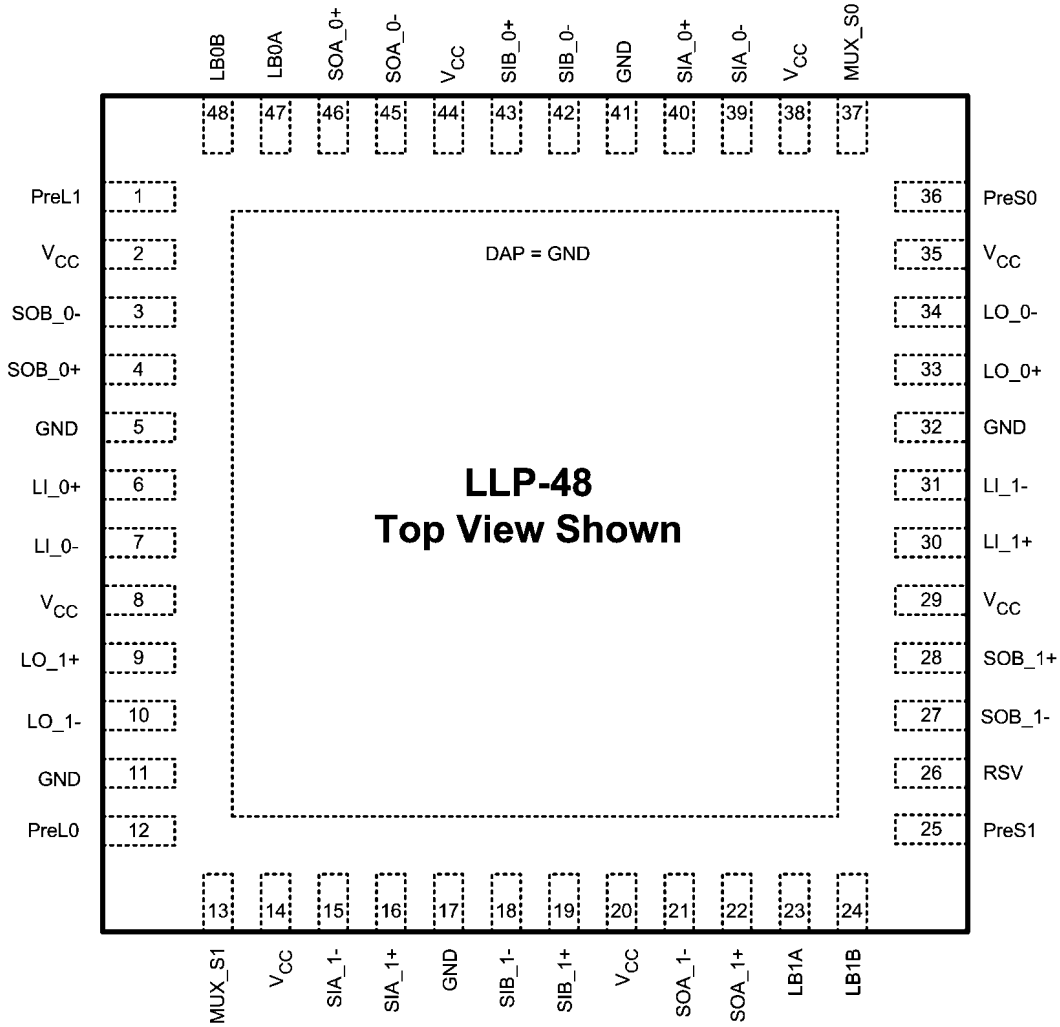 LB0B
LB0A
SOA_0+
SOA_0-
VCC
SIB_0+
SIB_0-
GND
SIA_0+
SIA_0-
VCC
MUX_S0
48 47 46 45 44 43 42 41 40 39 38 37
PreL1 1 36 PreS0
VCC 2 35 VCC
DAP = GND
SOB_0- 3 34 LO_0-
SOB_0+ 4 33 LO_0+
GND 5 32 GND
LI_0+ 6 31 LI_1-
LLP-48
Top View Shown
LI_0- 7 30 LI_1+
VCC 8 29 VCC
LO_1+ 9 28 SOB_1+
LO_1- 10 27 SOB_1-
GND 11 26 RSV
PreL0 12 25 PreS1
13 14 15 16 17 18 19 20 21 22 23 24
MUX_S1
VCC
SIA_1-
SIA_1+
GND
SIB_1-
SIB_1+
VCC
SOA_1-
SOA_1+
LB1A
LB1B